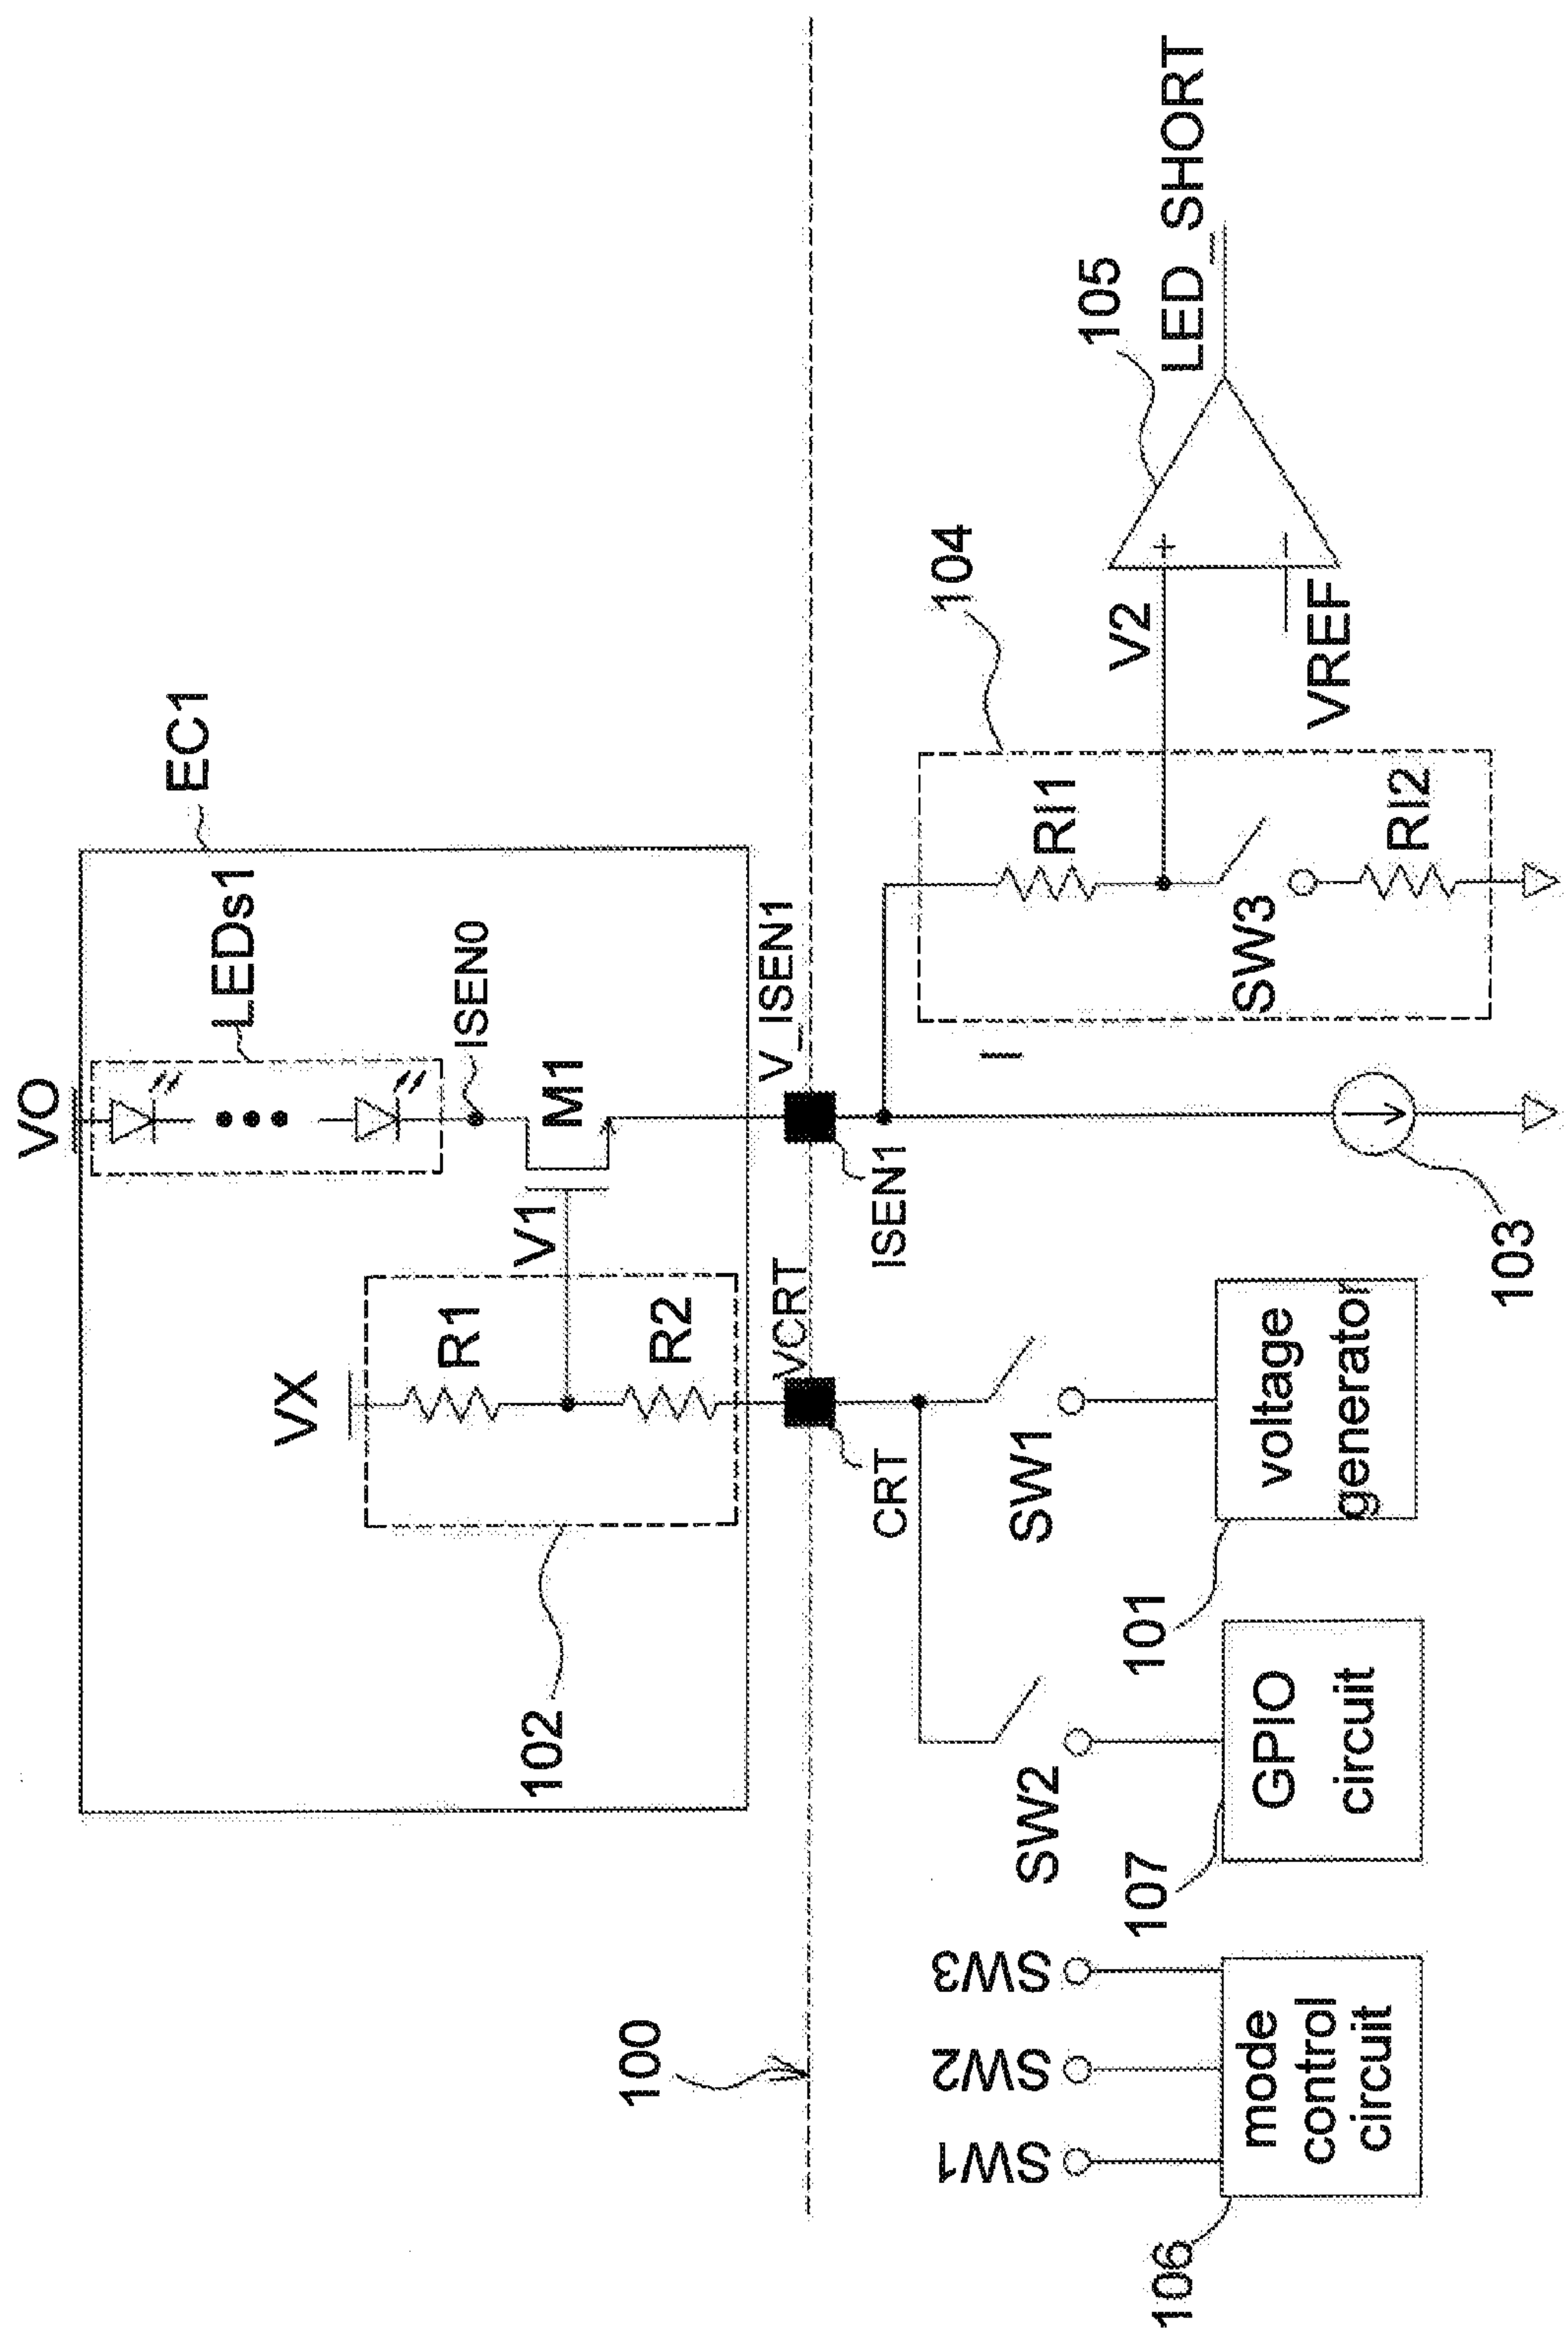 VO
LEDs1
EC1
ISEN0
VX
R1
V1
M1
102
R2
VCRT
V_ISEN1
100
CRT
ISEN1
104
SW3
SW2
SW1
SW2
SW1
RI1
V2
105
LED_SHORT
106
mode
control
circuit
107
GPIO
circuit
101
voltage
generator
SW3
RI2
VREF
103
I